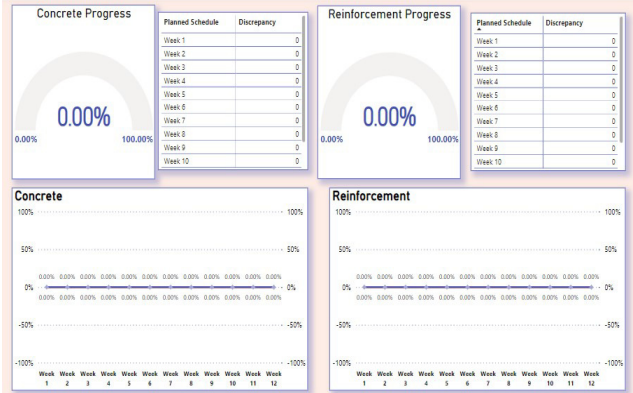 Concrete Progress
0.00%
0.00% 100.00%
Planned Schedule Discrepancy
Week 1 0
Week 2 0
Week 3 0
Week 4 0
Week 5 0
Week 6 0
Week 7 0
Week 8 0
Week 9 0
Week 10 0
Reinforcement Progress
0.00%
0.00% 100.00%
Planned Schedule Discrepancy
Week 1 0
Week 2 0
Week 3 0
Week 4 0
Week 5 0
Week 6 0
Week 7 0
Week 8 0
Week 9 0
Week 10 0
Concrete
100% 100%
50% 50%
0.00% 0.00% 0.00% 0.00% 0.00% 0.00% 0.00% 0.00% 0.00% 0.00% 0.00% 0.00%
0% 0%
0.00% 0.00% 0.00% 0.00% 0.00% 0.00% 0.00% 0.00% 0.00% 0.00% 0.00% 0.00%
-50% -50%
-100% -100%
Week Week Week Week Week Week Week Week Week Week Week Week
1 2 3 4 5 6 7 8 9 10 11 12
Reinforcement
100% 100%
50% 50%
0.00% 0.00% 0.00% 0.00% 0.00% 0.00% 0.00% 0.00% 0.00% 0.00% 0.00% 0.00%
0% 0%
0.00% 0.00% 0.00% 0.00% 0.00% 0.00% 0.00% 0.00% 0.00% 0.00% 0.00% 0.00%
-50% -50%
-100% -100%
Week Week Week Week Week Week Week Week Week Week Week Week
1 2 3 4 5 6 7 8 9 10 11 12